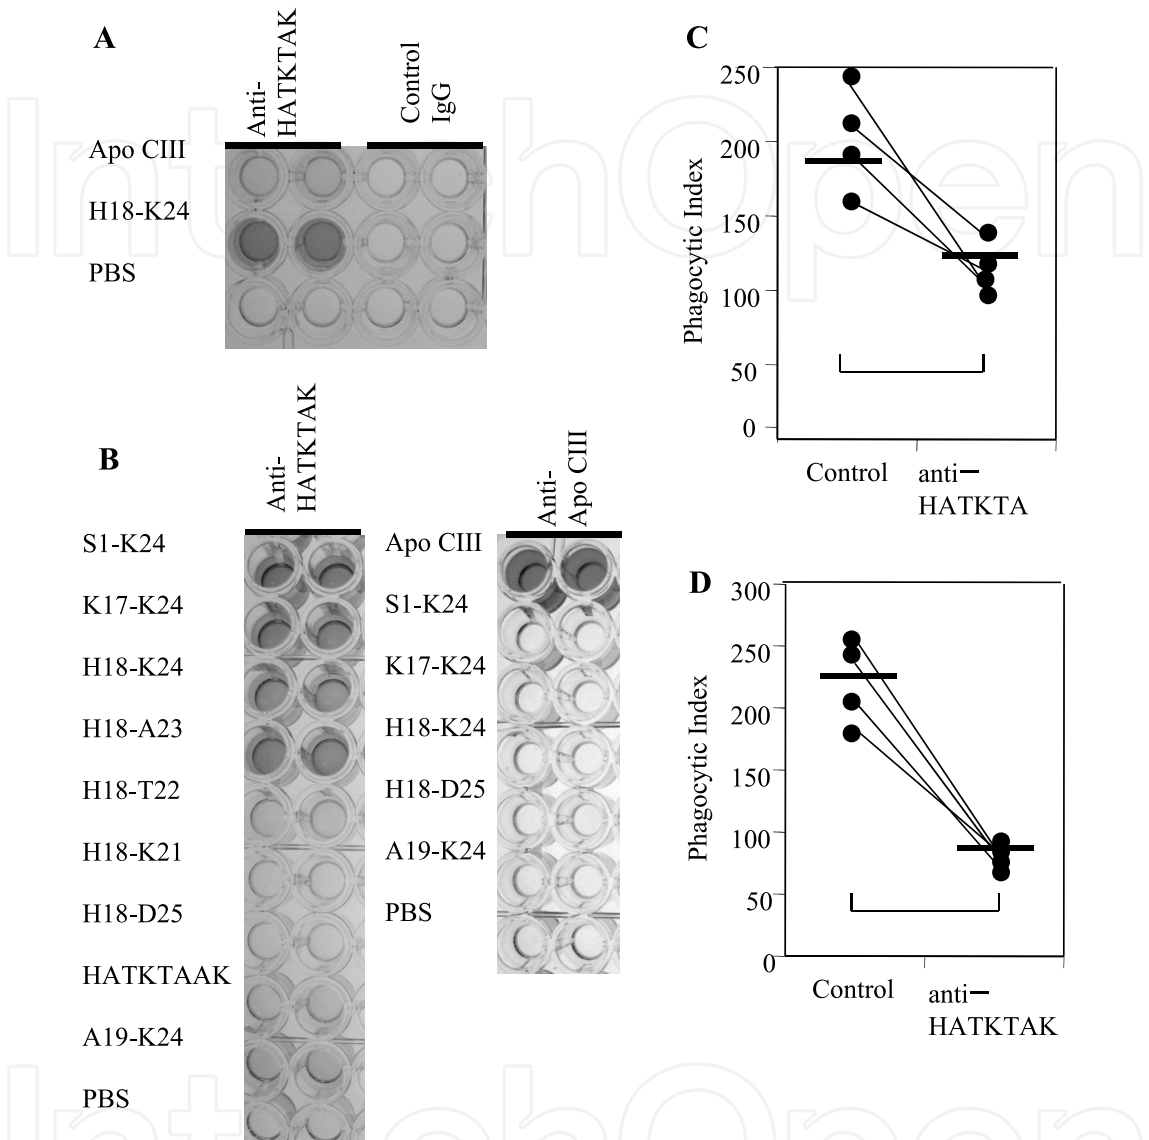 A
Anti-
HATKTAK
Control
IgG
Apo CIII
H18-K24
PBS
B
Anti-
HATKTAK
S1-K24
K17-K24
H18-K24
H18-A23
H18-T22
H18-K21
H18-D25
HATKTAAK
A19-K24
PBS
Anti-
Apo CIII
Apo CIII
S1-K24
K17-K24
H18-K24
H18-D25
A19-K24
PBS
C
Phagocytic Index
250
200
150
100
50
0
Control
anti-
HATKTA
D
Phagocytic Index
300
250
200
150
100
50
0
Control
anti-
HATKTAK
IntechOpen
IntechOpen